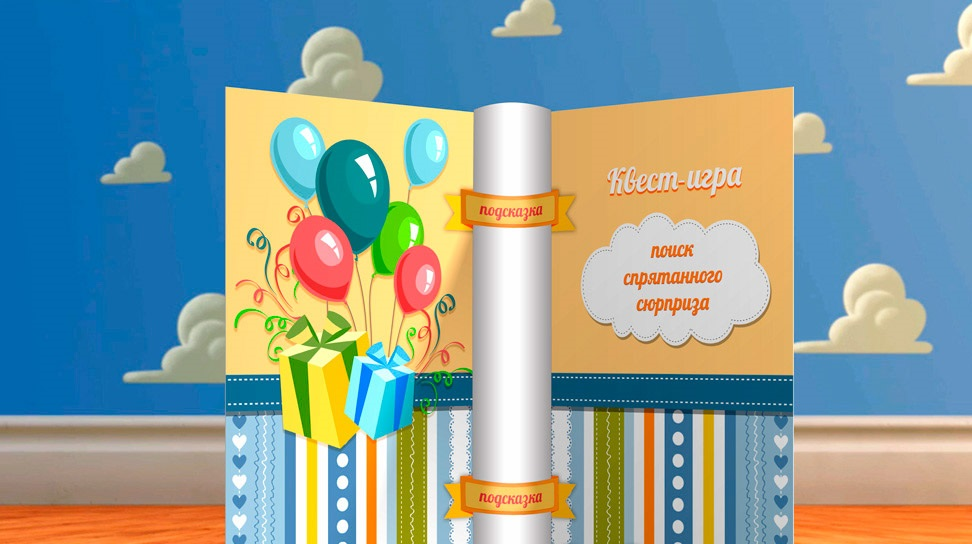 подсказка
Квест-игра
поиск
спрятанного
сюрприза
подсказка